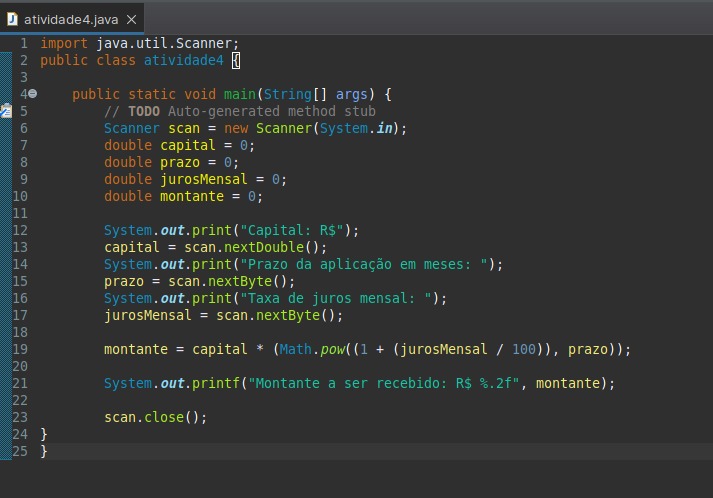 atividade4.java
1 import java.util.Scanner;
2 public class atividade4 {
3
4 public static void main(String[] args) {
5 // TODO Auto-generated method stub
6 Scanner scan = new Scanner(System.in);
7 double capital = 0;
8 double prazo = 0;
9 double jurosMensal = 0;
10 double montante = 0;
11
12 System.out.print("Capital: R$");
13 capital = scan.nextDouble();
14 System.out.print("Prazo da aplicação em meses: ");
15 prazo = scan.nextByte();
16 System.out.print("Taxa de juros mensal: ");
17 jurosMensal = scan.nextByte();
18
19 montante = capital * (Math.pow((1 + (jurosMensal / 100)), prazo));
20
21 System.out.printf("Montante a ser recebido: R$ %.2f", montante);
22
23 scan.close();
24 }
25 }